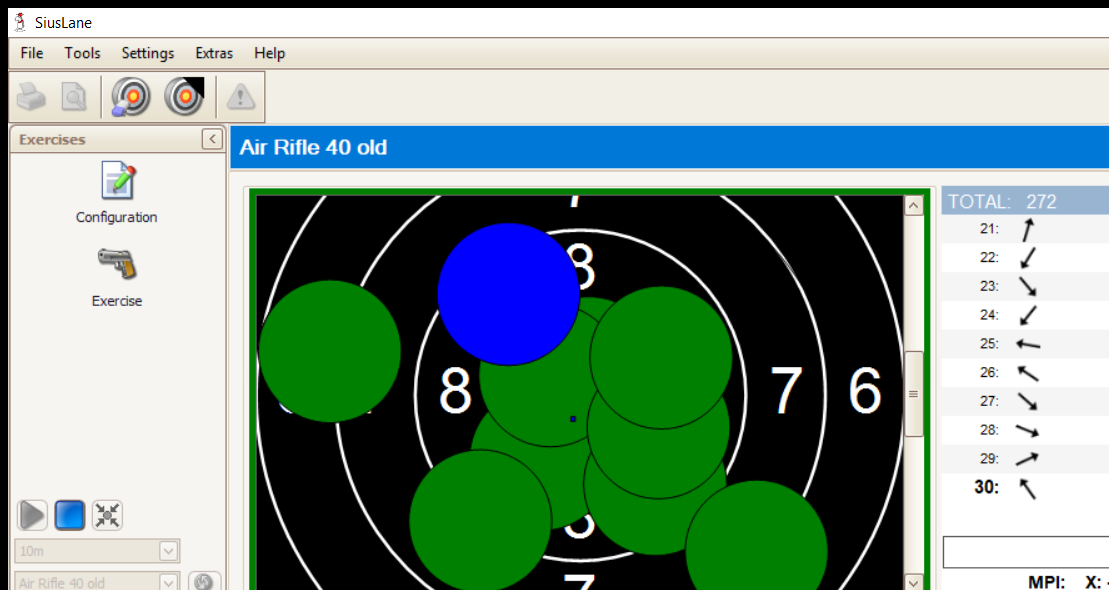 SiusLane
File Tools Settings Extras Help
Exercises
Air Rifle 40 old
Configuration
Exercise
10m
Air Rifle 40 old
7
8
8 7 6
7
TOTAL: 272
21:
22:
23:
24:
25:
26:
27:
28:
29:
30:
MPI: X: -